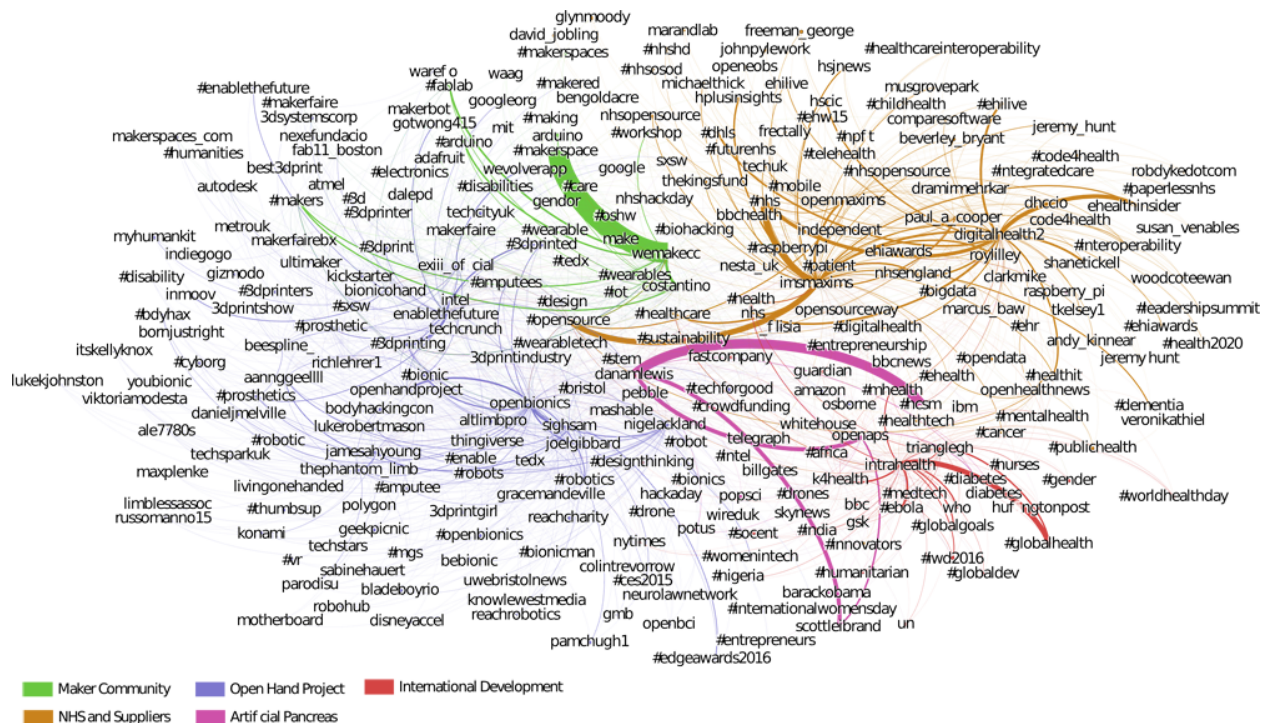 glynmoody
david_jobling marandlab freeman_george
#makerspaces #nhshd johnpylework #healthcareinteroperability
waref o waag #nhsosod openeobs hsjnews
#enablethefuture #fablab #makered michaelthick ehilive musgrovepark
#makerfaire makerbot googleorg bengoldacre hplusinsights hscic #childhealth #ehilive
3dsystemscorp gotwong415 mit #making nhsopensource #ehw15 comparesoftware
makerspaces_com nexefundacio #arduino arduino #workshop #dhls frectally #npf t beverley_bryant jeremy_hunt
#humanities fab11_boston adafruit #makerspace #futurenhs #telehealth #code4health
best3dprint #electronics wevolverapp google sxsw techuk #nhsopensource #ntegratedcare robdykedotcom
autodesk atmel #3d dalepd #disabilities #care thekingsfund #mobile dramirmehrkar #paperlessnhs
#makers #3dprinter techcityuk gendor nhshackday #nhs openmaxims dhccio ehealthinsider
metrouk makerfaire #wearable #oshw #biohacking bbchealth independent paul_a_cooper code4health susan_venables
myhumankit makerfairebx #3dprint #3dprinted make #raspberrypi digitalhealth2 #nteroperability
indiegogo ultimaker exiii_of cial #tedx wemakecc nesta_uk #patient ehiawards roylilley shanetickell
#disability gizmodo kickstarter #amputees #wearables costantino imsmaxims nhsengland clarkmike woodcoteewan
inmoov #3dprinters bionicohand intel #iot #health #bigdata raspberry_pi
#bdyhax 3dprintshow #sxsw enablethefuture #design #healthcare nhs opensourceway marcus_baw tkelsey1 #leadershipsummit
bornjustright #prosthetic techcrunch #opensource _f lisia #digitalhealth #ehr #ehiawards
itskellyknox beespline_ #3dprinting #wearabletech #sustainability #entrepreneurship andy_kinnear #health2020
#cyborg richlehrer1 3dprintindustry #stem fastcompany bbcnews #opendata jeremy hunt
lukekjohnston youbionic aannggeellll #bionic danamlewis guardian #ehealth #healthit
viktoriamodesta #prosthetics openhandproject #bristol pebble #techforgood amazon #mhealth openhealthnews
danieljmelville bodyhackingcon openbionics mashable #crowdfunding osborne #hcsm ibm #dementia
ale7780s lukerobertmason altlimbpro sighsam nigelackland whitehouse #healthtech #mentalhealth veronikathiel
#robotic thingiverse joelgibbard #robot telegraph openaps #cancer
techsparkuk jamesahyoung #enable tedx #designthinking #intel #africa trianglegh #publichealth
maxplenke thephantom_limb #robots #robotics #bionics billgates k4health intrahealth #nurses
livingonehanded #amputee gracemandeville hackaday popsci #drones #medtech #diabetes diabetes #gender #worldhealthday
limblessassoc #thumbsup polygon 3dprintgirl reachcharity #drone wireduk skynews bbc #ebola who huf ngtonpost
russomanno15 geekpicnic potus gsk #globalgoals
konami techstars #openbionics nytimes #socent #india #nnovators #globalhealth
#vr #mgs bebionic #bionicman colintrevorrow #womenintech #wd2016
sabinehauert uwebristolnews #ces2015 #nigeria #humanitarian #globaldev
parodisu bladeboyrio neurolawnetwork barackobama
robohub knowlewestmedia gmb #internationalwomensday
motherboard disneyaccel reachrobotics openbci scottleibrand un
pamchugh1 #entrepreneurs
#edgeawards2016
Maker Community Open Hand Project International Development
NHS and Suppliers Artif cial Pancreas